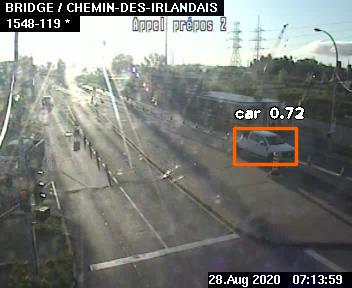 BRIDGE / CHEMIN-DES-IRLANDAIS
1548-119 *
Appel prépos 2
car 0.72
28.Aug 2020 07:13:59